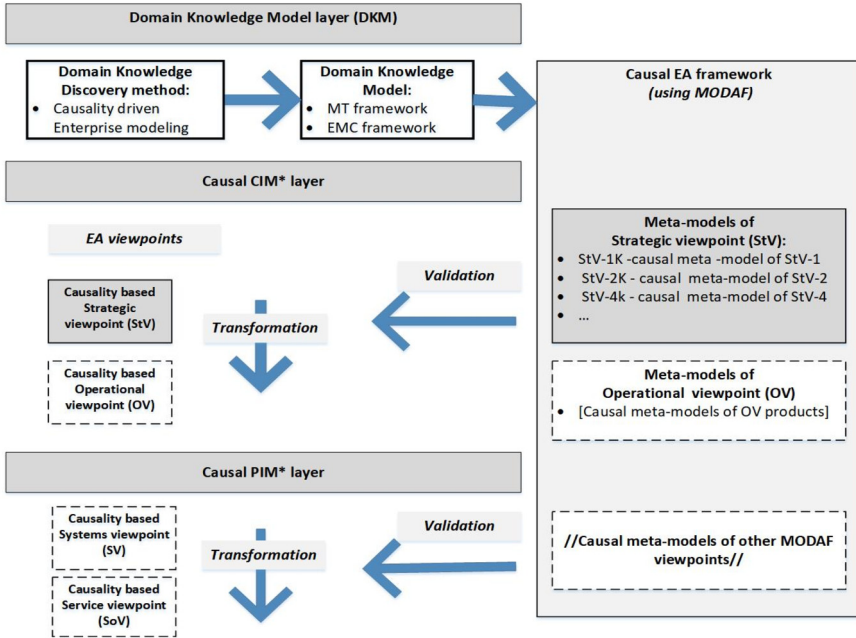 Domain Knowledge Model layer (DKM)
Domain Knowledge
Discovery method:
• Causality driven
Enterprise modeling
Domain Knowledge
Model:
• MT framework
• EMC framework
Causal EA framework
(using MODAF)
Causal CIM* layer
EA viewpoints
Causality based
Strategic
viewpoint (StV)
Causality based
Operational
viewpoint (OV)
Transformation
Validation
Meta-models of
Strategic viewpoint (StV):
• StV-1K -causal meta -model of StV-1
• StV-2K - causal meta-model of StV-2
• StV-4k - causal meta-model of StV-4
• ...
Meta-models of
Operational viewpoint (OV)
• [Causal meta-models of OV products]
Causal PIM* layer
Causality based
Systems viewpoint
(SV)
Causality based
Service viewpoint
(SoV)
Transformation
Validation
//Causal meta-models of other MODAF
viewpoints//